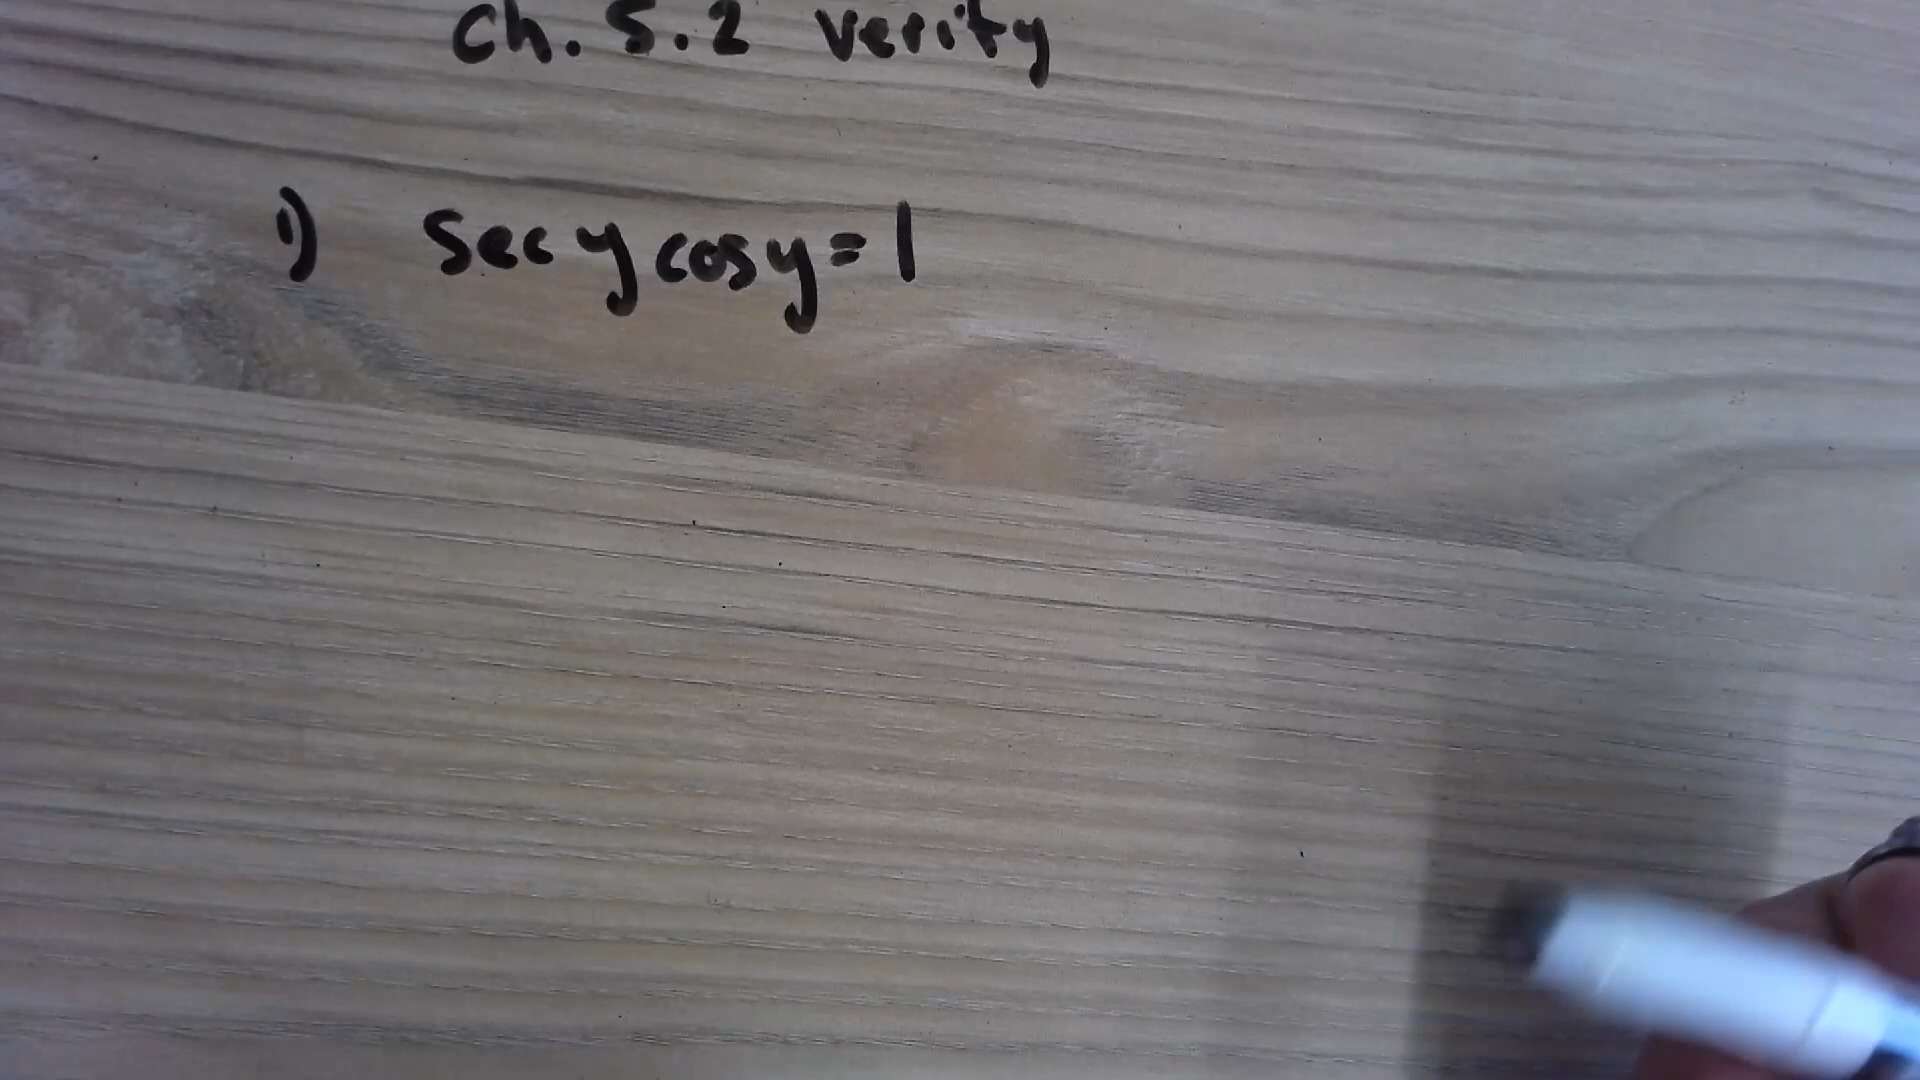 Ch. 5.2 verify
1) sec y cos y = 1